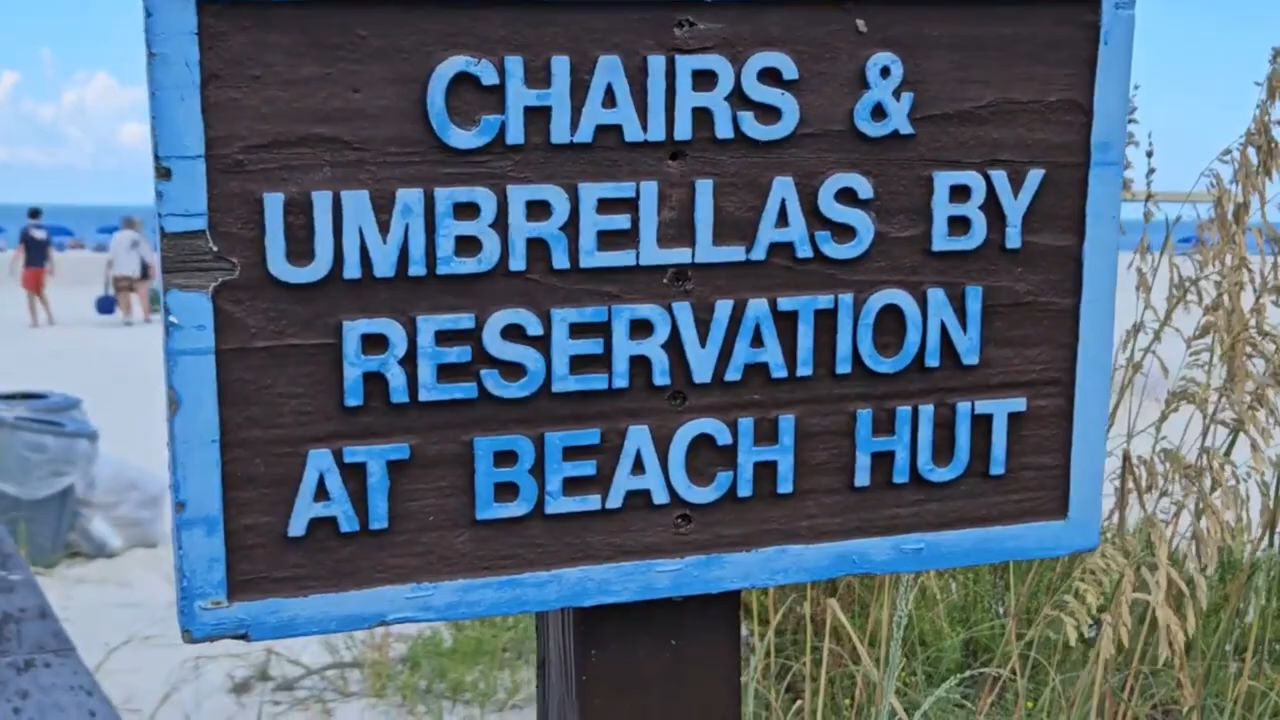 CHAIRS &
UMBRELLAS BY
RESERVATION
AT BEACH HUT